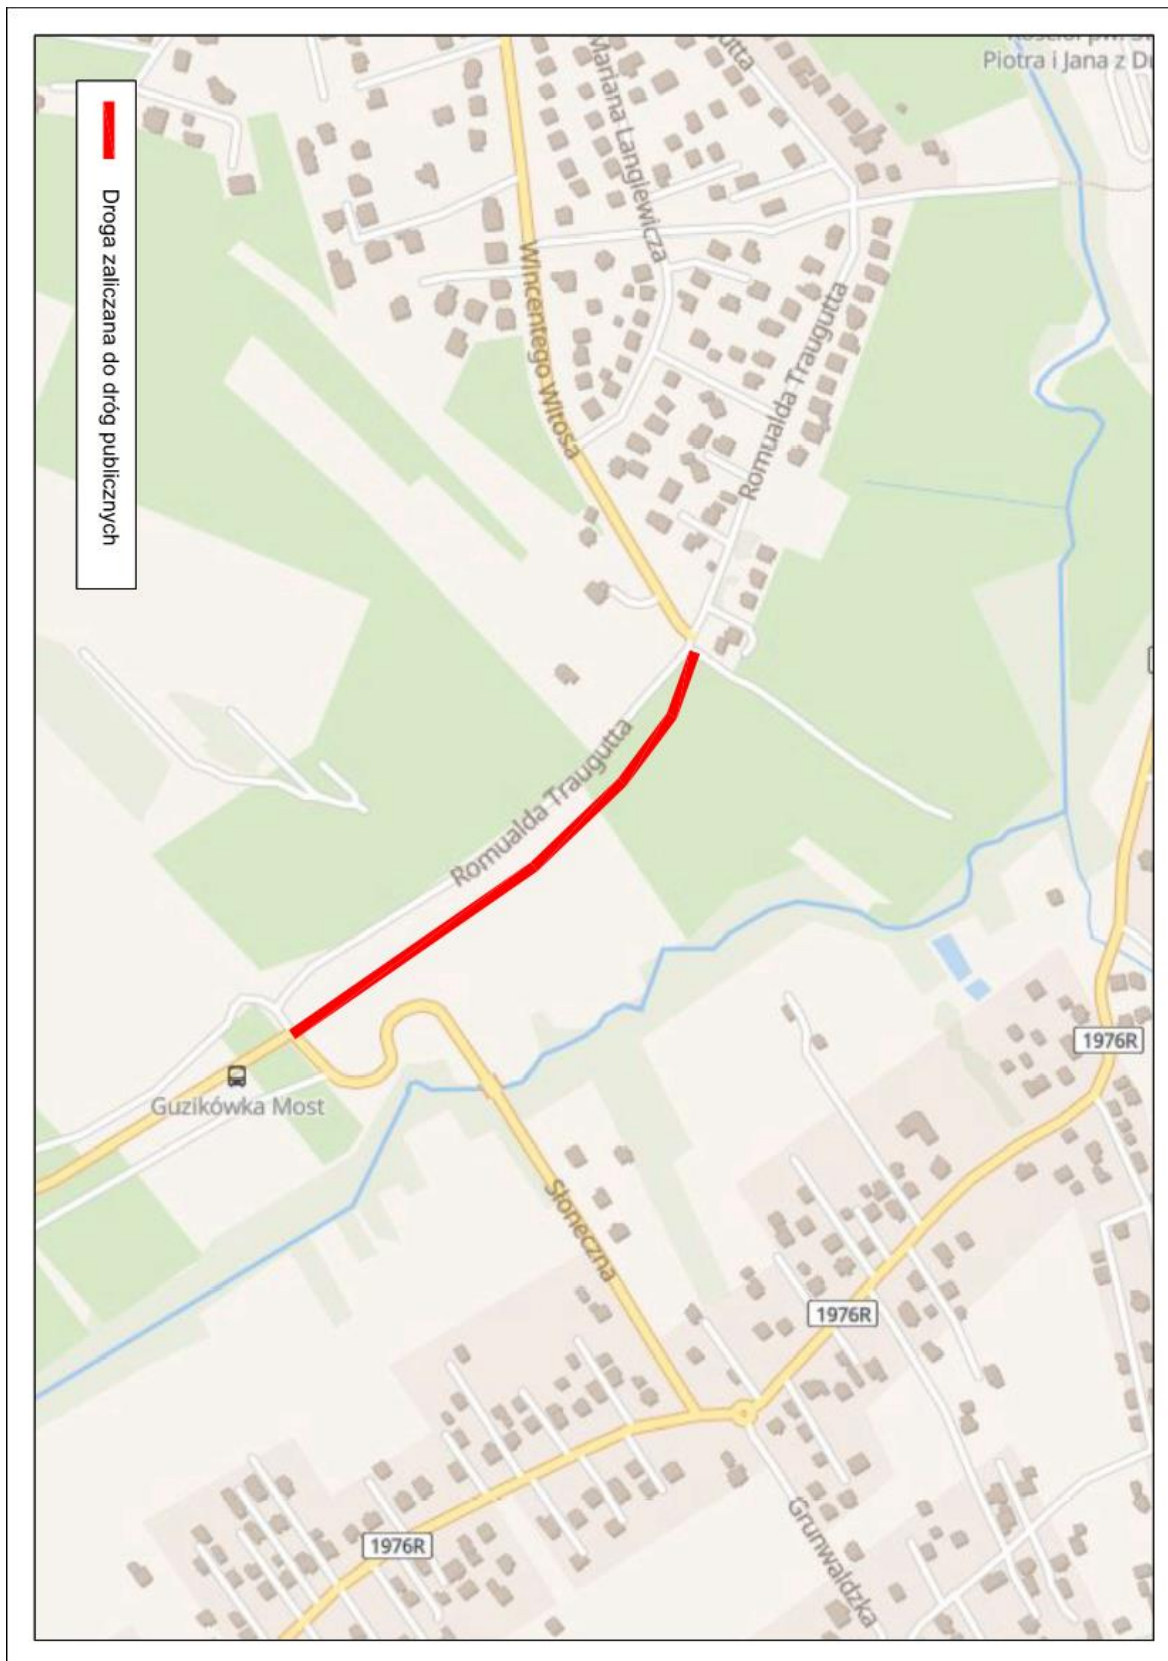 Piotra i Jana z
Mariana Langiewicza
Droga zaliczana do dróg publicznych
Wincentego Witosa
Romualda Traugutta
Romualda Traugutta
1976R
Guzikówka Most
Słoneczna
1976R
Grunwaldzka
1976R